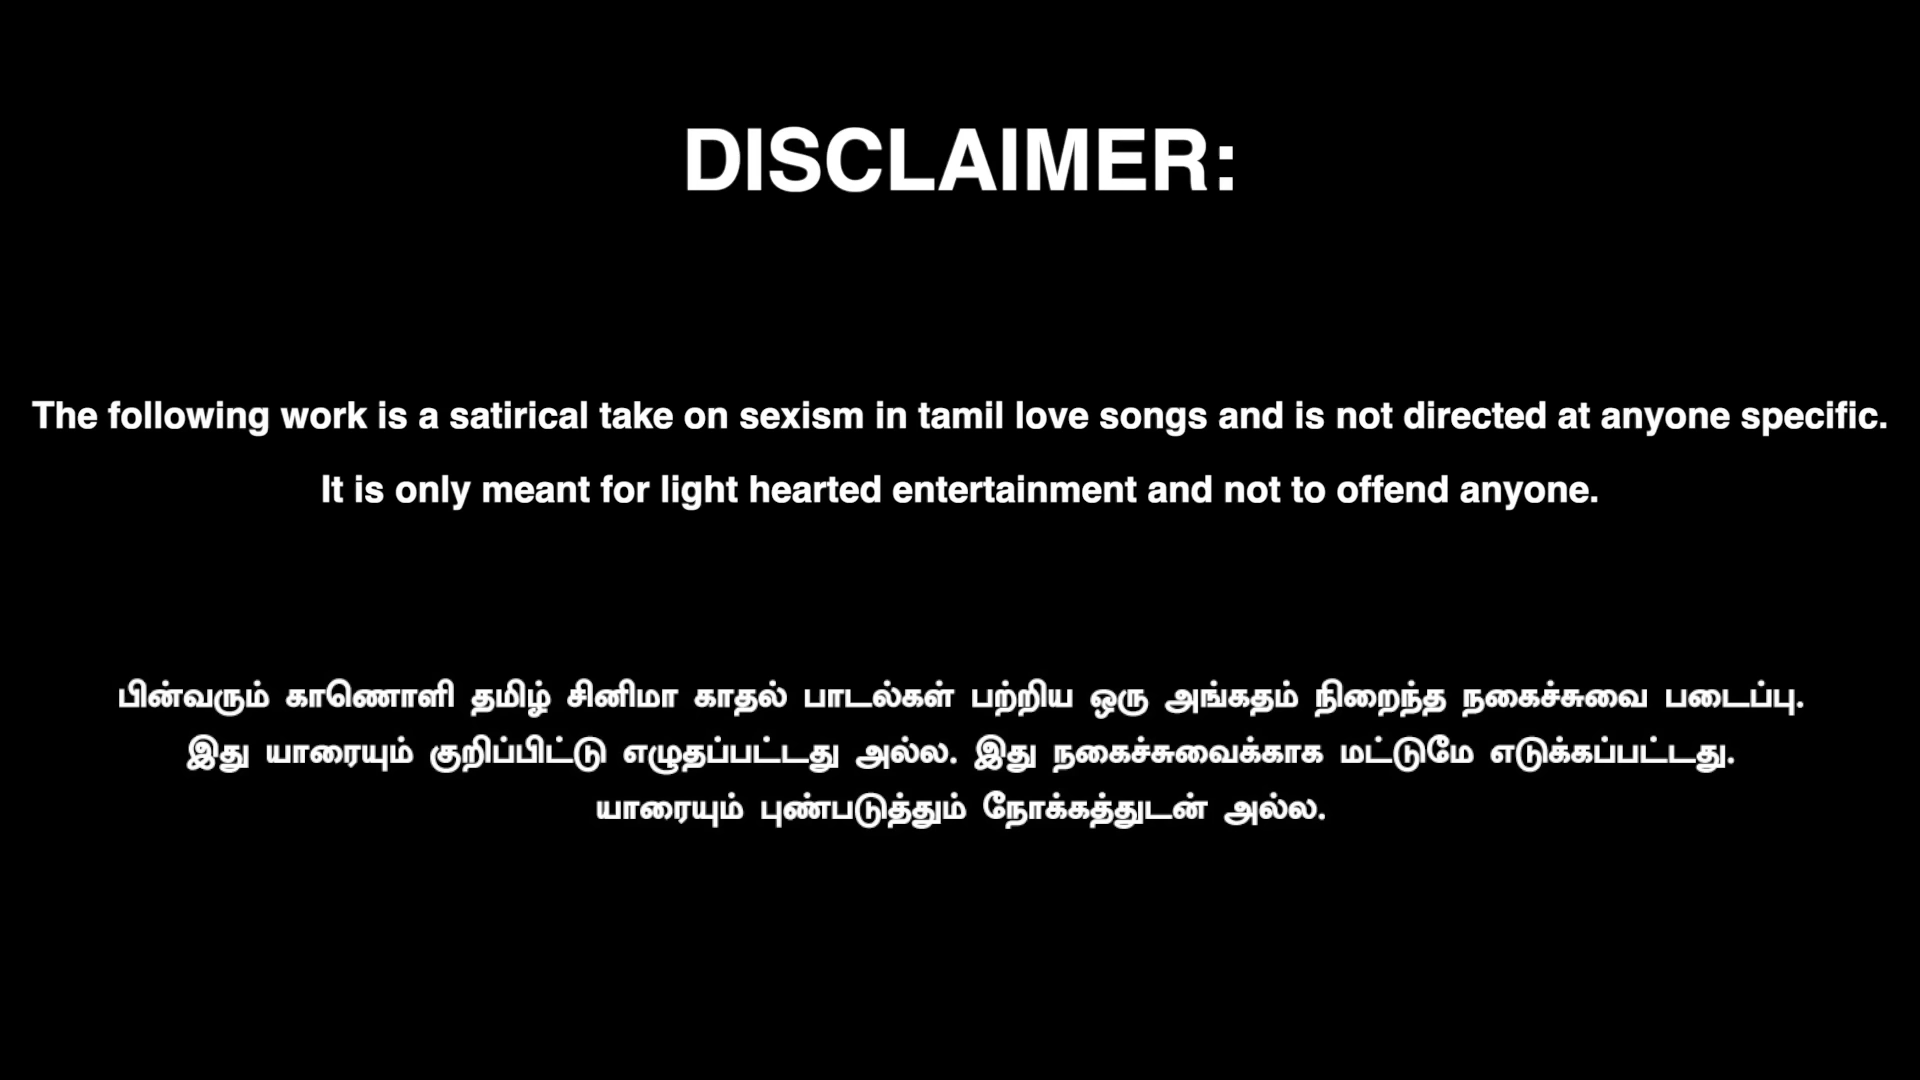 DISCLAIMER:
The following work is a satirical take on sexism in tamil love songs and is not directed at anyone specific.
It is only meant for light hearted entertainment and not to offend anyone.
பின்வரும் காணொளி தமிழ் சினிமா காதல் பாடல்கள் பற்றிய ஒரு அங்கதம் நிறைந்த நகைச்சுவை படைப்பு.
இது யாரையும் குறிப்பிட்டு எழுதப்பட்டது அல்ல. இது நகைச்சுவைக்காக மட்டுமே எடுக்கப்பட்டது.
யாரையும் புண்படுத்தும் நோக்கத்துடன் அல்ல.